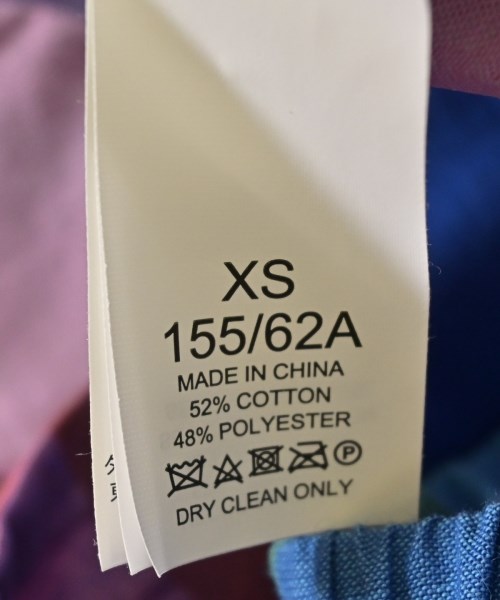 XS
155/62A
MADE IN CHINA
52% COTTON
48% POLYESTER
P
DRY CLEAN ONLY